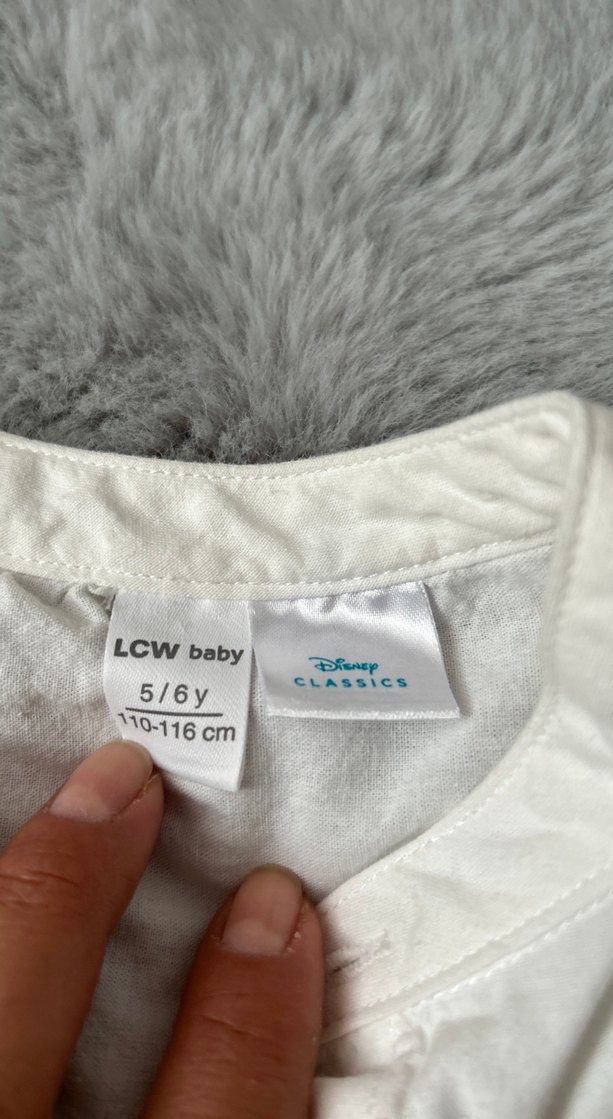 LCW baby
5/6 y
110-116 cm
Disney
CLASSICS